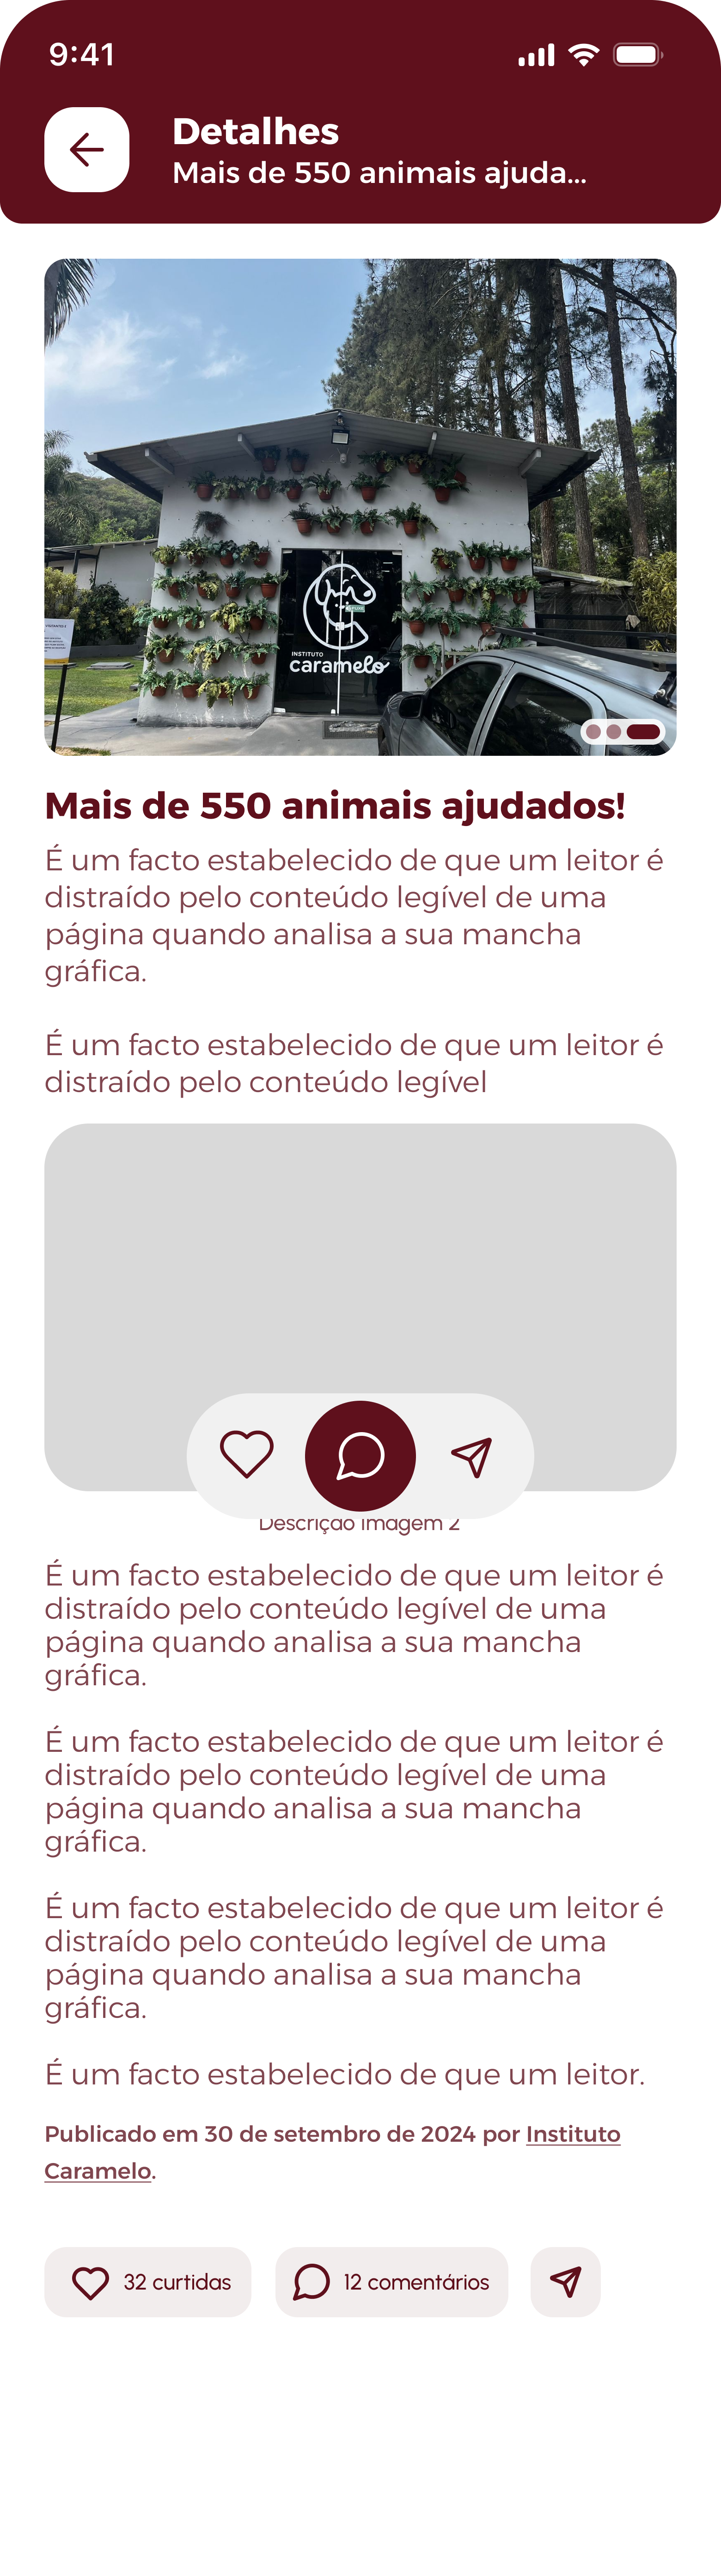 9:41
Detalhes
Mais de 550 animais ajuda...
INSTITUTO
caramelo
Mais de 550 animais ajudados!
É um facto estabelecido de que um leitor é
distraído pelo conteúdo legível de uma
página quando analisa a sua mancha
gráfica.
É um facto estabelecido de que um leitor é
distraído pelo conteúdo legível
Descrição Imagem 2
É um facto estabelecido de que um leitor é
distraído pelo conteúdo legível de uma
página quando analisa a sua mancha
gráfica.
É um facto estabelecido de que um leitor é
distraído pelo conteúdo legível de uma
página quando analisa a sua mancha
gráfica.
É um facto estabelecido de que um leitor é
distraído pelo conteúdo legível de uma
página quando analisa a sua mancha
gráfica.
É um facto estabelecido de que um leitor.
Publicado em 30 de setembro de 2024 por Instituto
Caramelo.
32 curtidas
12 comentários